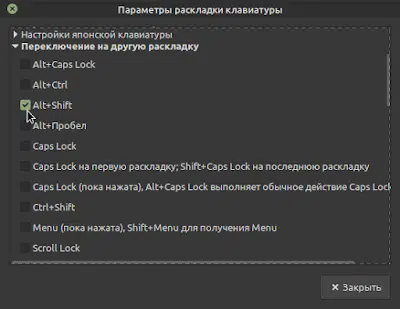 Параметры раскладки клавиатуры
Настройки японской клавиатуры
Переключение на другую раскладку
Alt+Caps Lock
Alt+Ctrl
Alt+Shift
Alt+Пробел
Caps Lock
Caps Lock на первую раскладку; Shift+Caps Lock на последнюю раскладку
Caps Lock (пока нажата), Alt+Caps Lock выполняет обычное действие Caps Lock
Ctrl+Shift
Menu (пока нажата), Shift+Menu для получения Menu
Scroll Lock
Закрыть